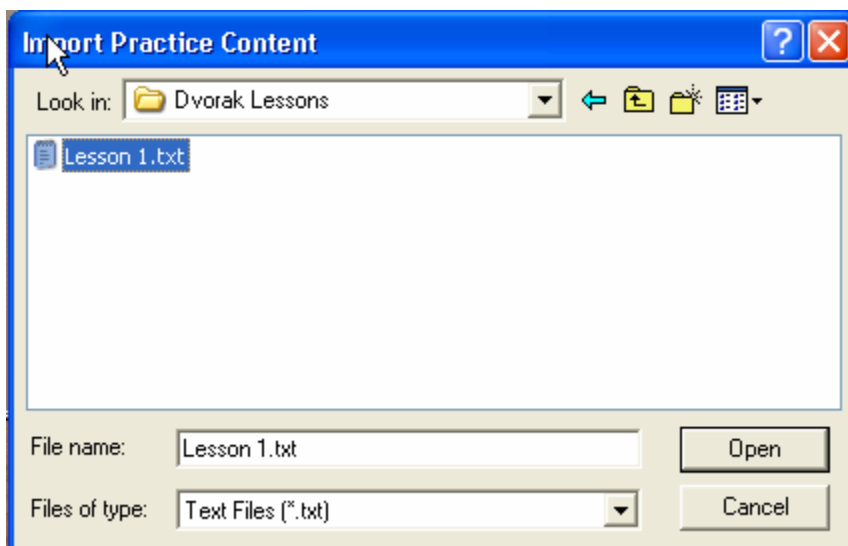 Import Practice Content
Look in: Dvorak Lessons
Lesson 1.txt
File name: Lesson 1.txt Open
Files of type: Text Files (*.txt) Cancel